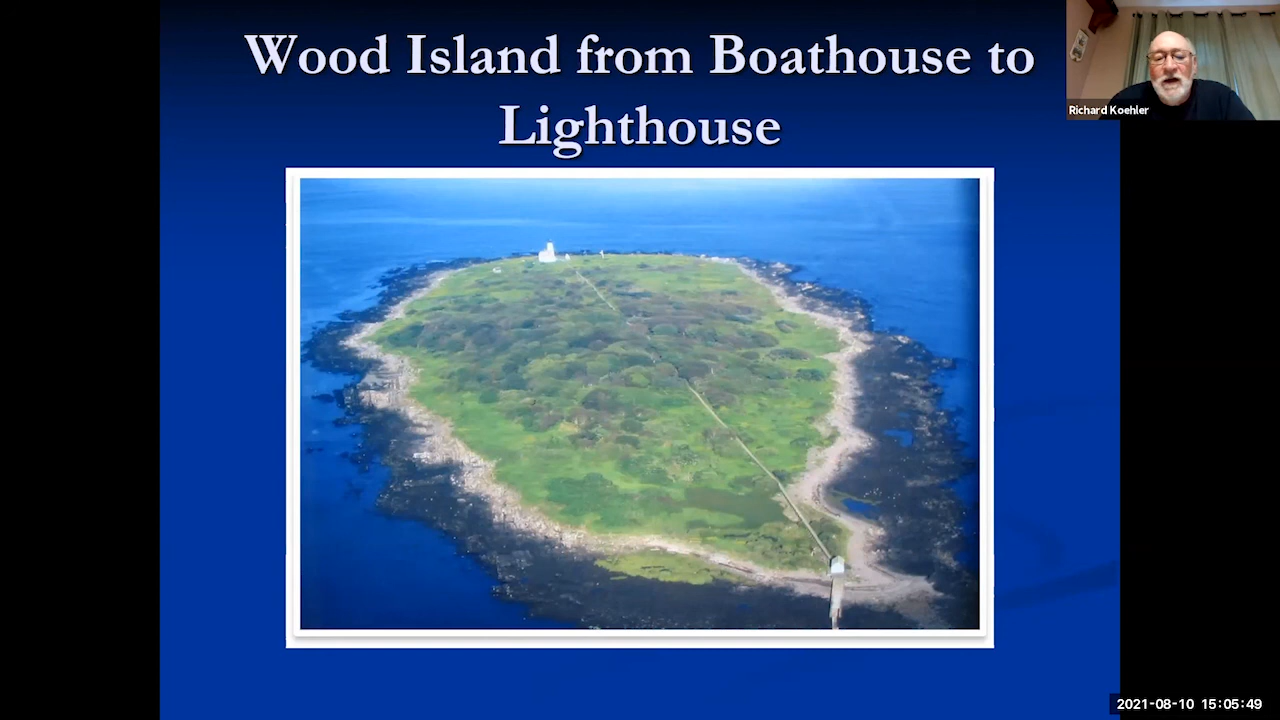 Wood Island from Boathouse to
Lighthouse
Richard Koehler
2021-08-10 15:05:49